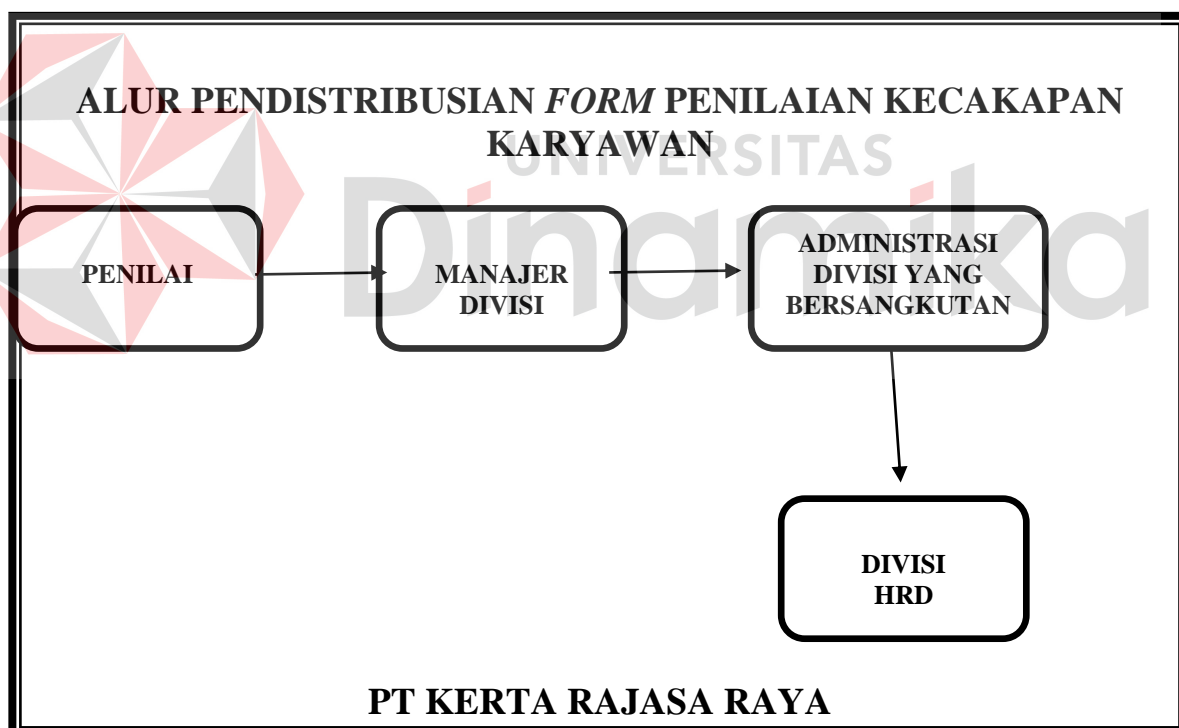 ALUR PENDISTRIBUSIAN FORM PENILAIAN KECAKAPAN
KARYAWAN
UNIVERSITAS
Dinamika
PENILAI
MANAJER
DIVISI
ADMINISTRASI
DIVISI YANG
BERSANGKUTAN
DIVISI
HRD
PT KERTA RAJASA RAYA